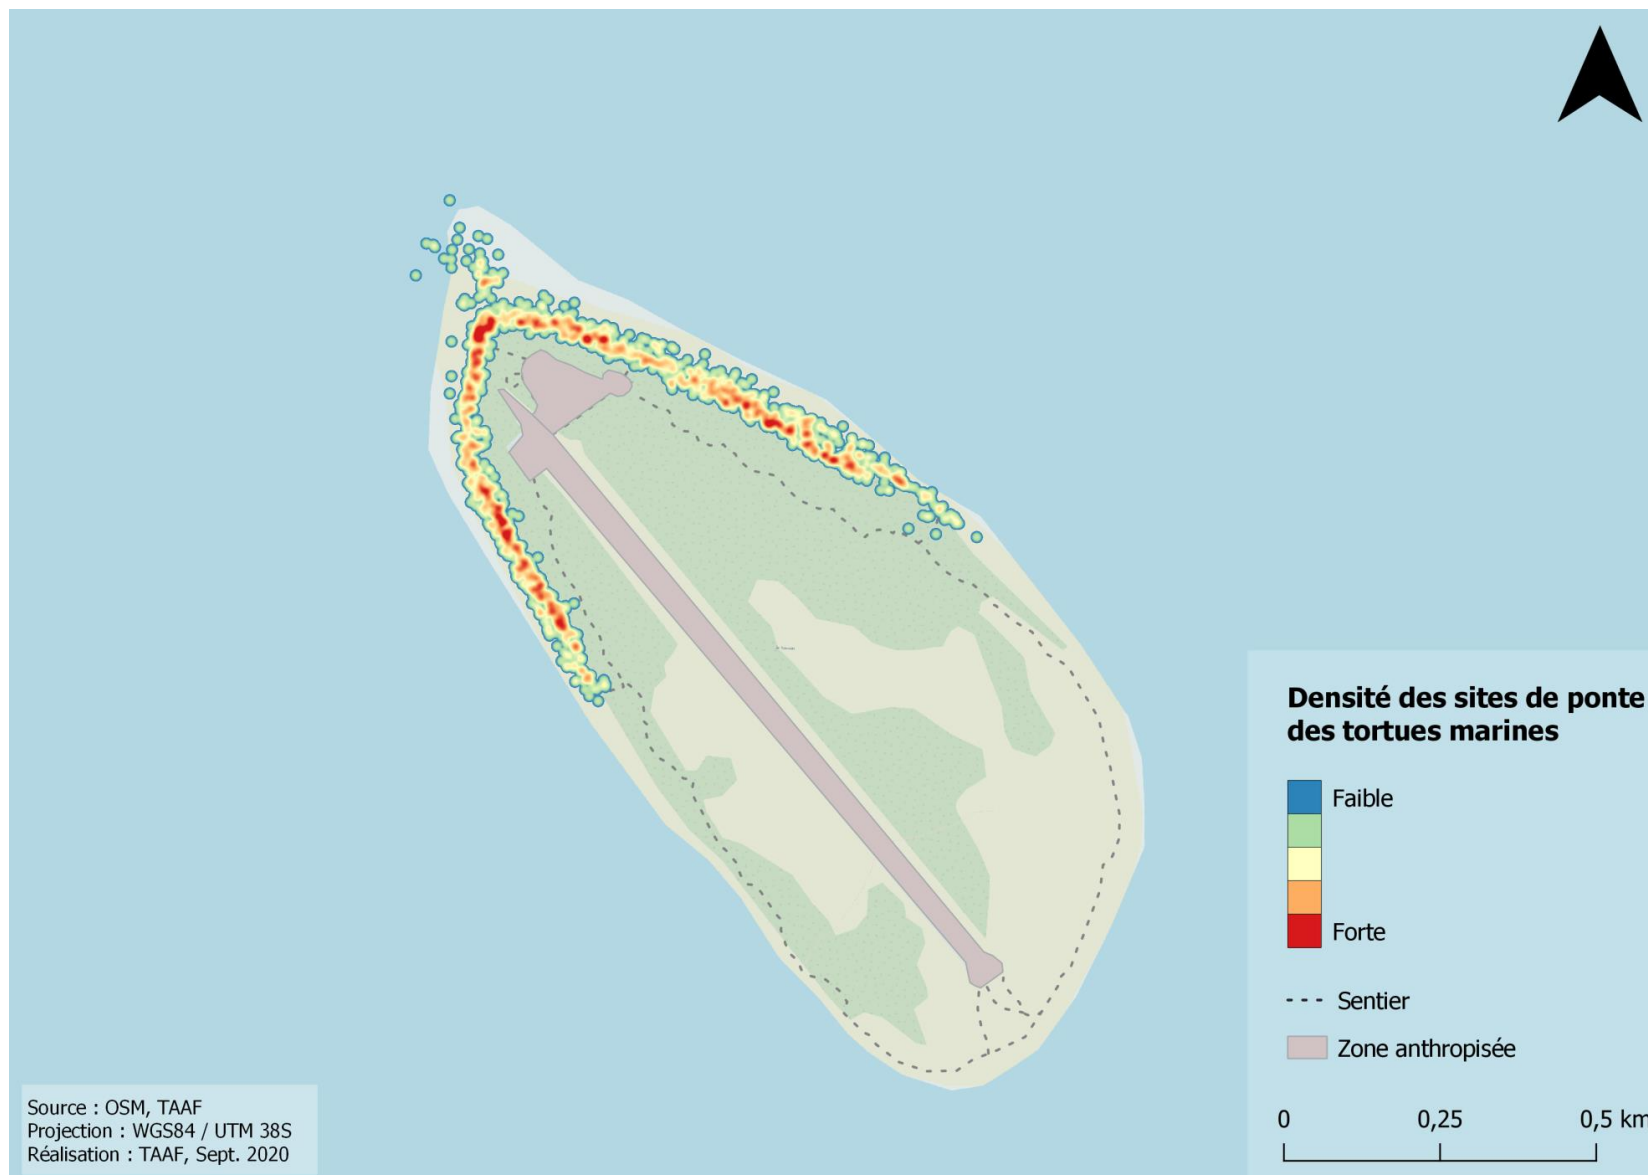 Densité des sites de ponte
des tortues marines
Faible
Forte
Sentier
Zone anthropisée
0 0,25 0,5 km
Source : OSM, TAAF
Projection : WGS84 / UTM 38S
Réalisation : TAAF, Sept. 2020